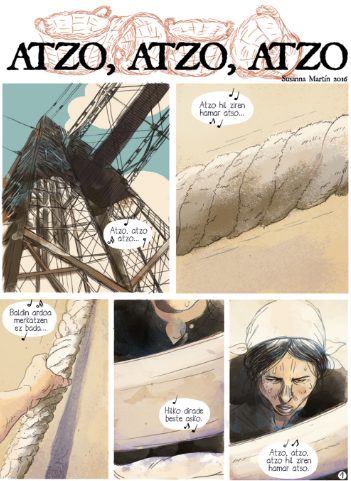 ATZO, ATZO, ATZO
Susanna Martín 2016
Atzo, atzo
atzo...
Atzo hil ziren
hamar atso...
Baldin ardoa
merkatzen
ez bada...
Hilko dirade
beste asko.
Atzo, atzo,
atzo hil ziren
hamar atso.
1